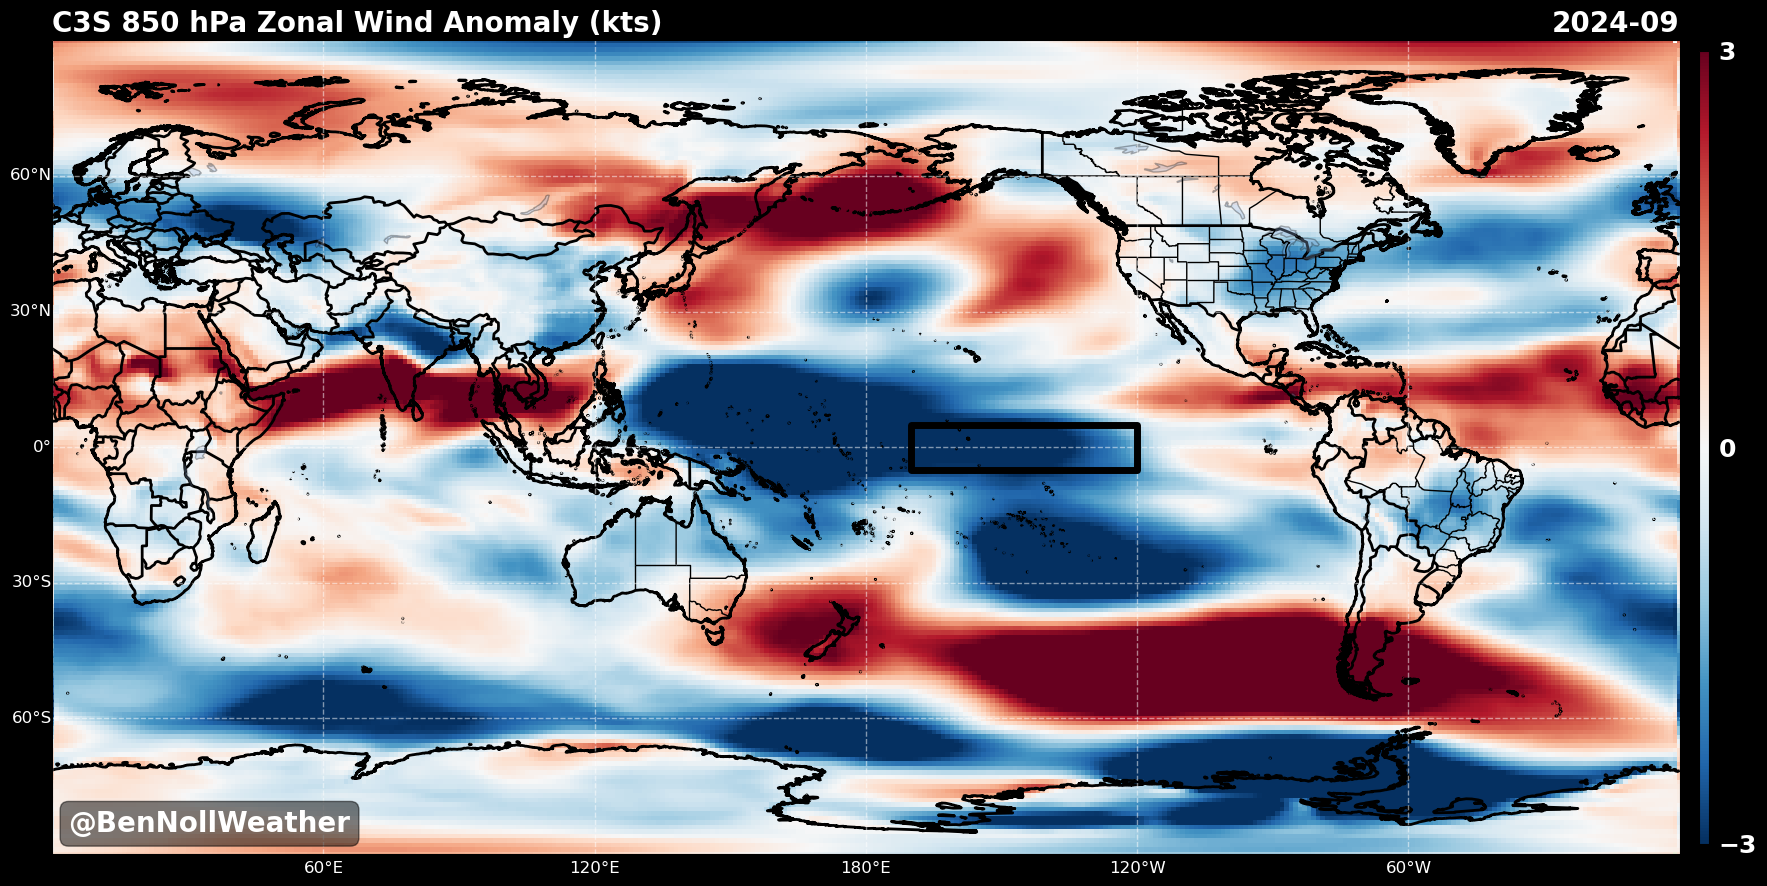 C3S 850 hPa Zonal Wind Anomaly (kts)
2024-09
3
60°N
30°N
0°
0
30°S
60°S
@BenNollWeather
−3
60°E
120°E
180°E
120°W
60°W